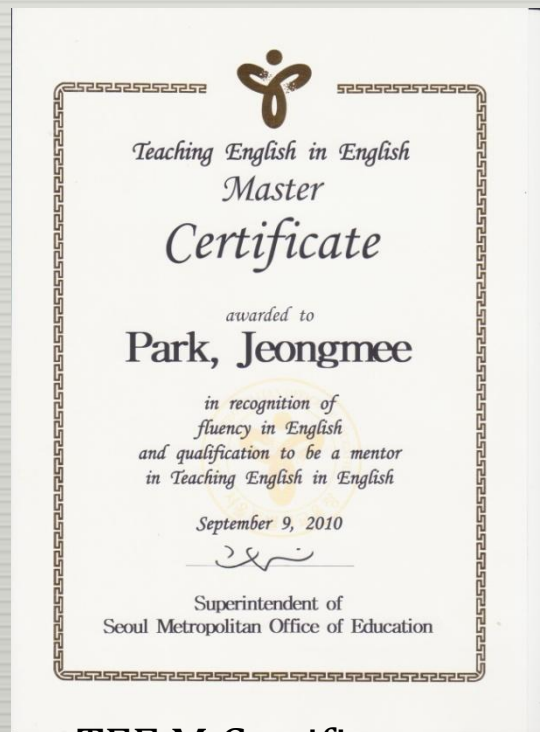 Teaching English in English
Master
Certificate
awarded to
Park, Jeongmee
in recognition of
fluency in English
and qualification to be a mentor
in Teaching English in English
September 9, 2010
Superintendent of
Seoul Metropolitan Office of Education